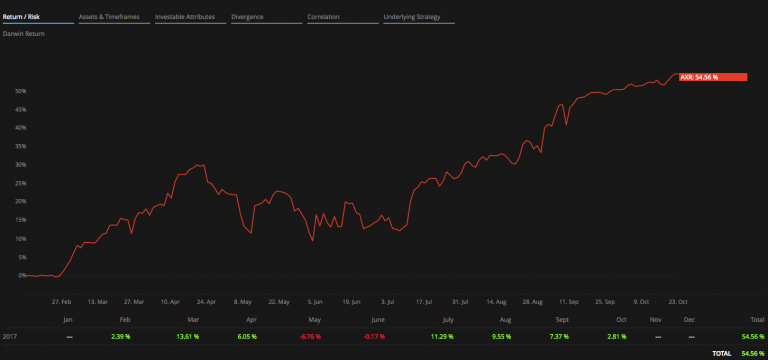 Return / Risk Assets & Timeframes Investable Attributes Divergence Correlation Underlying Strategy
Darwin Return
AXR: 54.56 %
50%
45%
40%
35%
30%
25%
20%
15%
10%
5%
0%
27. Feb 13. Mar 27. Mar 10. Apr 24. Apr 8. May 22. May 5. Jun 19. Jun 3. Jul 17. Jul 31. Jul 14. Aug 28. Aug 11. Sep 25. Sep 9. Oct 23. Oct
Jan Feb Mar Apr May June July Aug Sept Oct Nov Dec Total
2017 --- 2.39 % 13.61 % 6.05 % -6.76 % -0.17 % 11.29 % 9.55 % 7.37 % 2.81 % --- --- 54.56 %
TOTAL 54.56 %